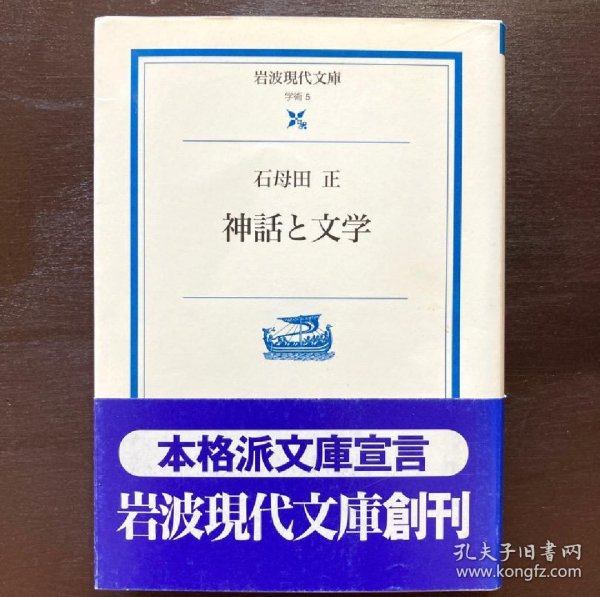 岩波現代文庫
学術 5
石母田 正
神話と文学
本格派文庫宣言
岩波現代文庫創刊
孔夫子旧书网
www.kongfz.com